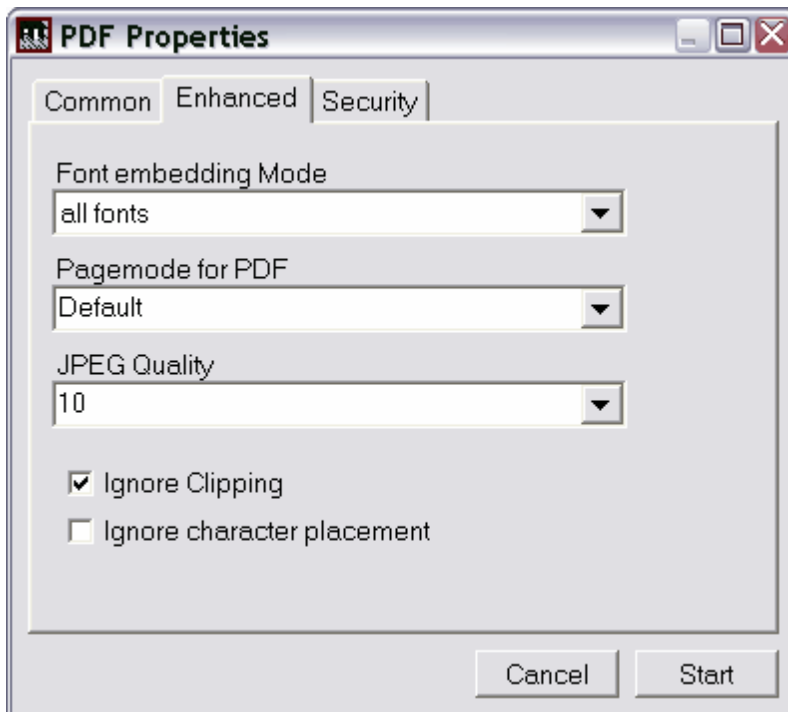 PDF Properties
Common Enhanced Security
Font embedding Mode
all fonts
Pagemode for PDF
Default
JPEG Quality
10
Ignore Clipping
Ignore character placement
Cancel Start